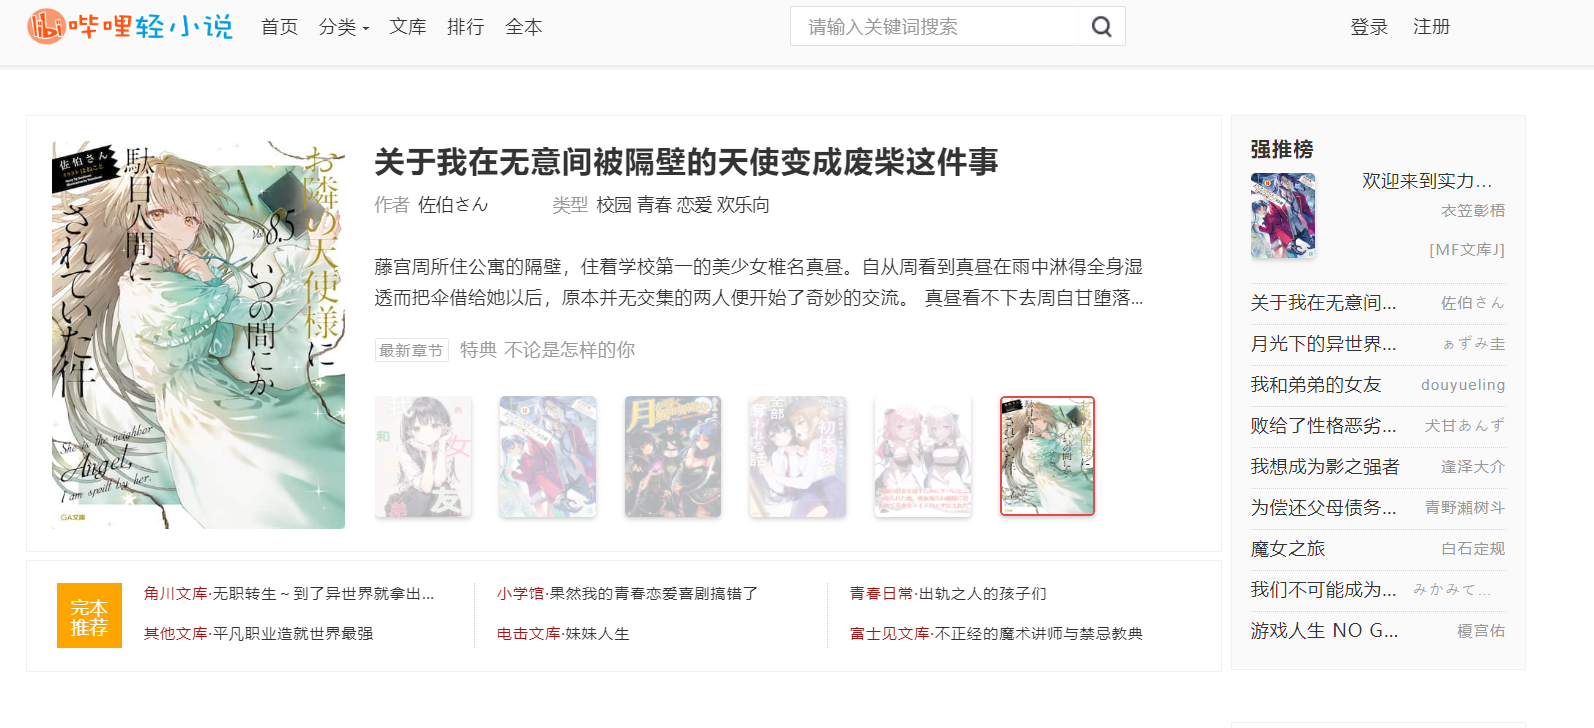 哔哩轻小说
首页 分类 文库 排行 全本
请输入关键词搜索
登录 注册
佐伯さん
お隣の天使様に
いつの間にか
駄目人間に
されていた件
Vol.8.5
She is the neighbor
Angel,
I am spoilt by her.
GA文庫
关于我在无意间被隔壁的天使变成废柴这件事
作者 佐伯さん 类型 校园 青春 恋爱 欢乐向
藤宫周所住公寓的隔壁，住着学校第一的美少女椎名真昼。自从周看到真昼在雨中淋得全身湿
透而把伞借给她以后，原本并无交集的两人便开始了奇妙的交流。 真昼看不下去周自甘堕落...
最新章节 特典 不论是怎样的你
完本
推荐
角川文库·无职转生～到了异世界就拿出...
小学馆·果然我的青春恋爱喜剧搞错了
青春日常·出轨之人的孩子们
其他文库·平凡职业造就世界最强
电击文库·妹妹人生
富士见文库·不正经的魔术讲师与禁忌教典
强推榜
欢迎来到实力...
衣笠彰梧
[MF文库J]
关于我在无意间... 佐伯さん
月光下的异世界... ぁずみ圭
我和弟弟的女友 douyueling
败给了性格恶劣... 犬甘あんず
我想成为影之强者 逢泽大介
为偿还父母债务... 青野瀬树斗
魔女之旅 白石定规
我们不可能成为... みかみて...
游戏人生 NO G... 榎宫佑